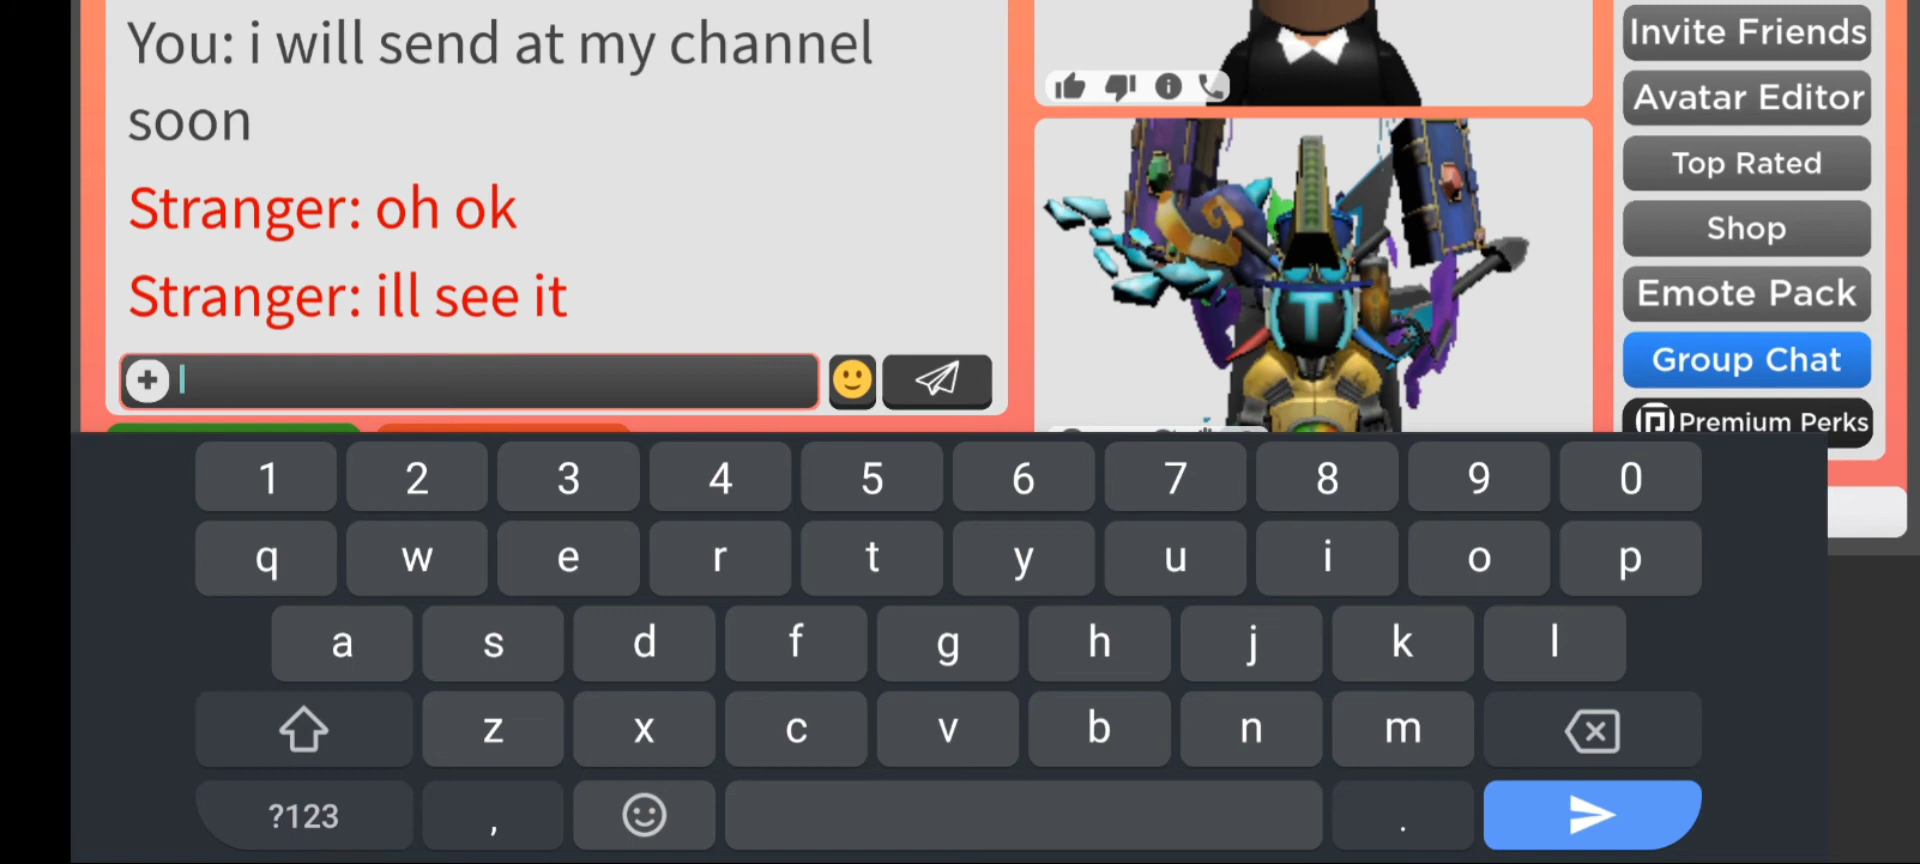 You: i will send at my channel
soon
Stranger: oh ok
Stranger: ill see it
T
Invite Friends
Avatar Editor
Top Rated
Shop
Emote Pack
Group Chat
Premium Perks
1 2 3 4 5 6 7 8 9 0
q w e r t y u i o p
a s d f g h j k l
z x c v b n m
?123 , .